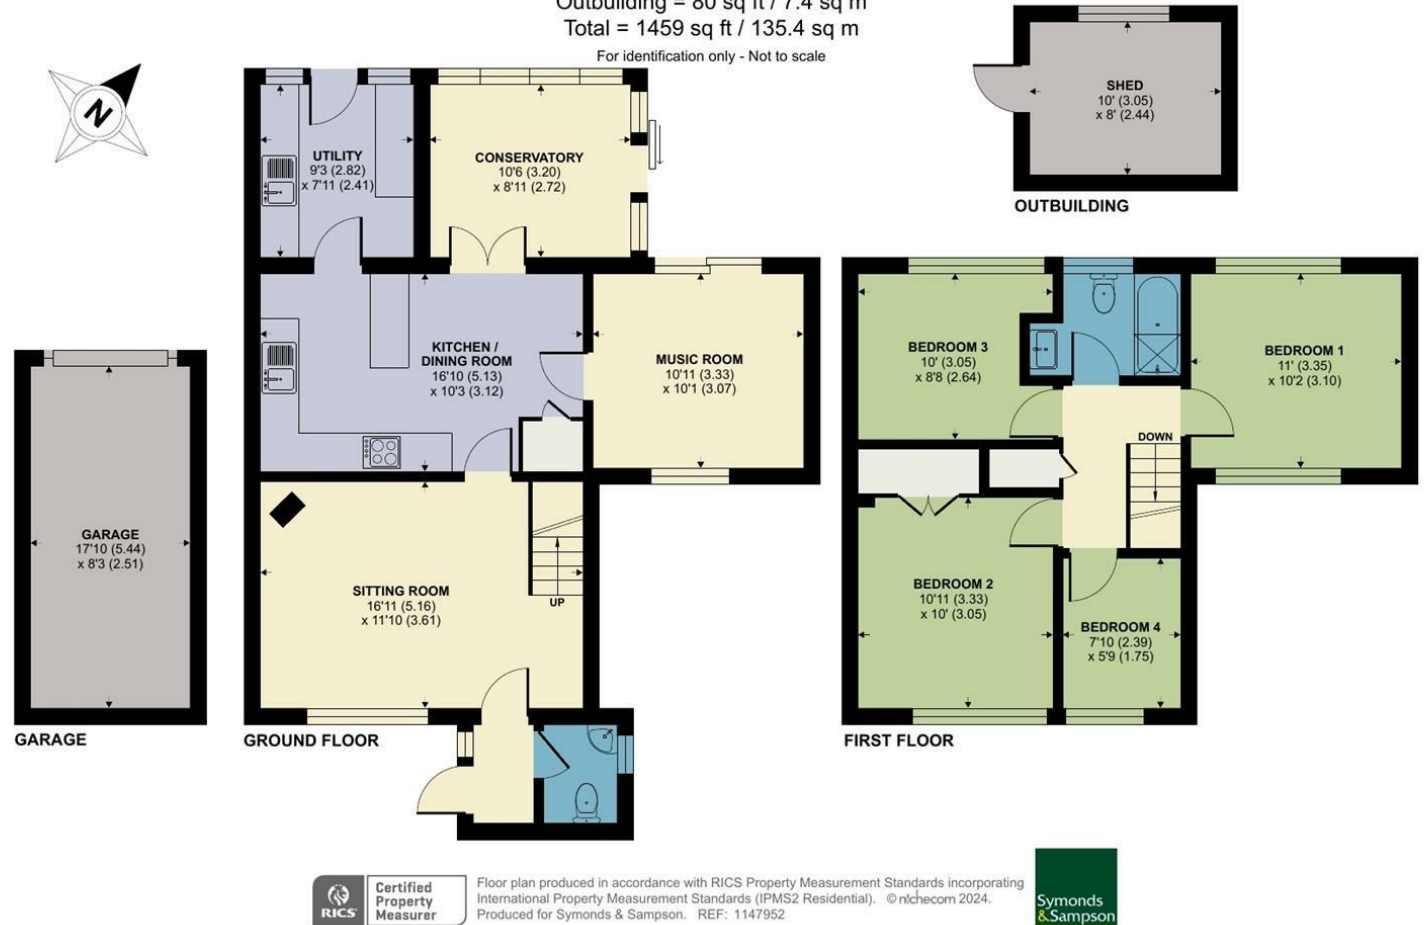 Outbuilding = 80 sq ft / 7.4 sq m
Total = 1459 sq ft / 135.4 sq m
For identification only - Not to scale
N
UTILITY
9'3 (2.82)
x 7'11 (2.41)
CONSERVATORY
10'6 (3.20)
x 8'11 (2.72)
SHED
10' (3.05)
x 8' (2.44)
OUTBUILDING
KITCHEN /
DINING ROOM
16'10 (5.13)
x 10'3 (3.12)
MUSIC ROOM
10'11 (3.33)
x 10'1 (3.07)
BEDROOM 3
10' (3.05)
x 8'8 (2.64)
BEDROOM 1
11' (3.35)
x 10'2 (3.10)
DOWN
GARAGE
17'10 (5.44)
x 8'3 (2.51)
SITTING ROOM
16'11 (5.16)
x 11'10 (3.61)
UP
BEDROOM 2
10'11 (3.33)
x 10' (3.05)
BEDROOM 4
7'10 (2.39)
x 5'9 (1.75)
GARAGE
GROUND FLOOR
FIRST FLOOR
RICS
Certified
Property
Measurer
Floor plan produced in accordance with RICS Property Measurement Standards incorporating
International Property Measurement Standards (IPMS2 Residential). © nichecom 2024.
Produced for Symonds & Sampson. REF: 1147952
Symonds
&Sampson